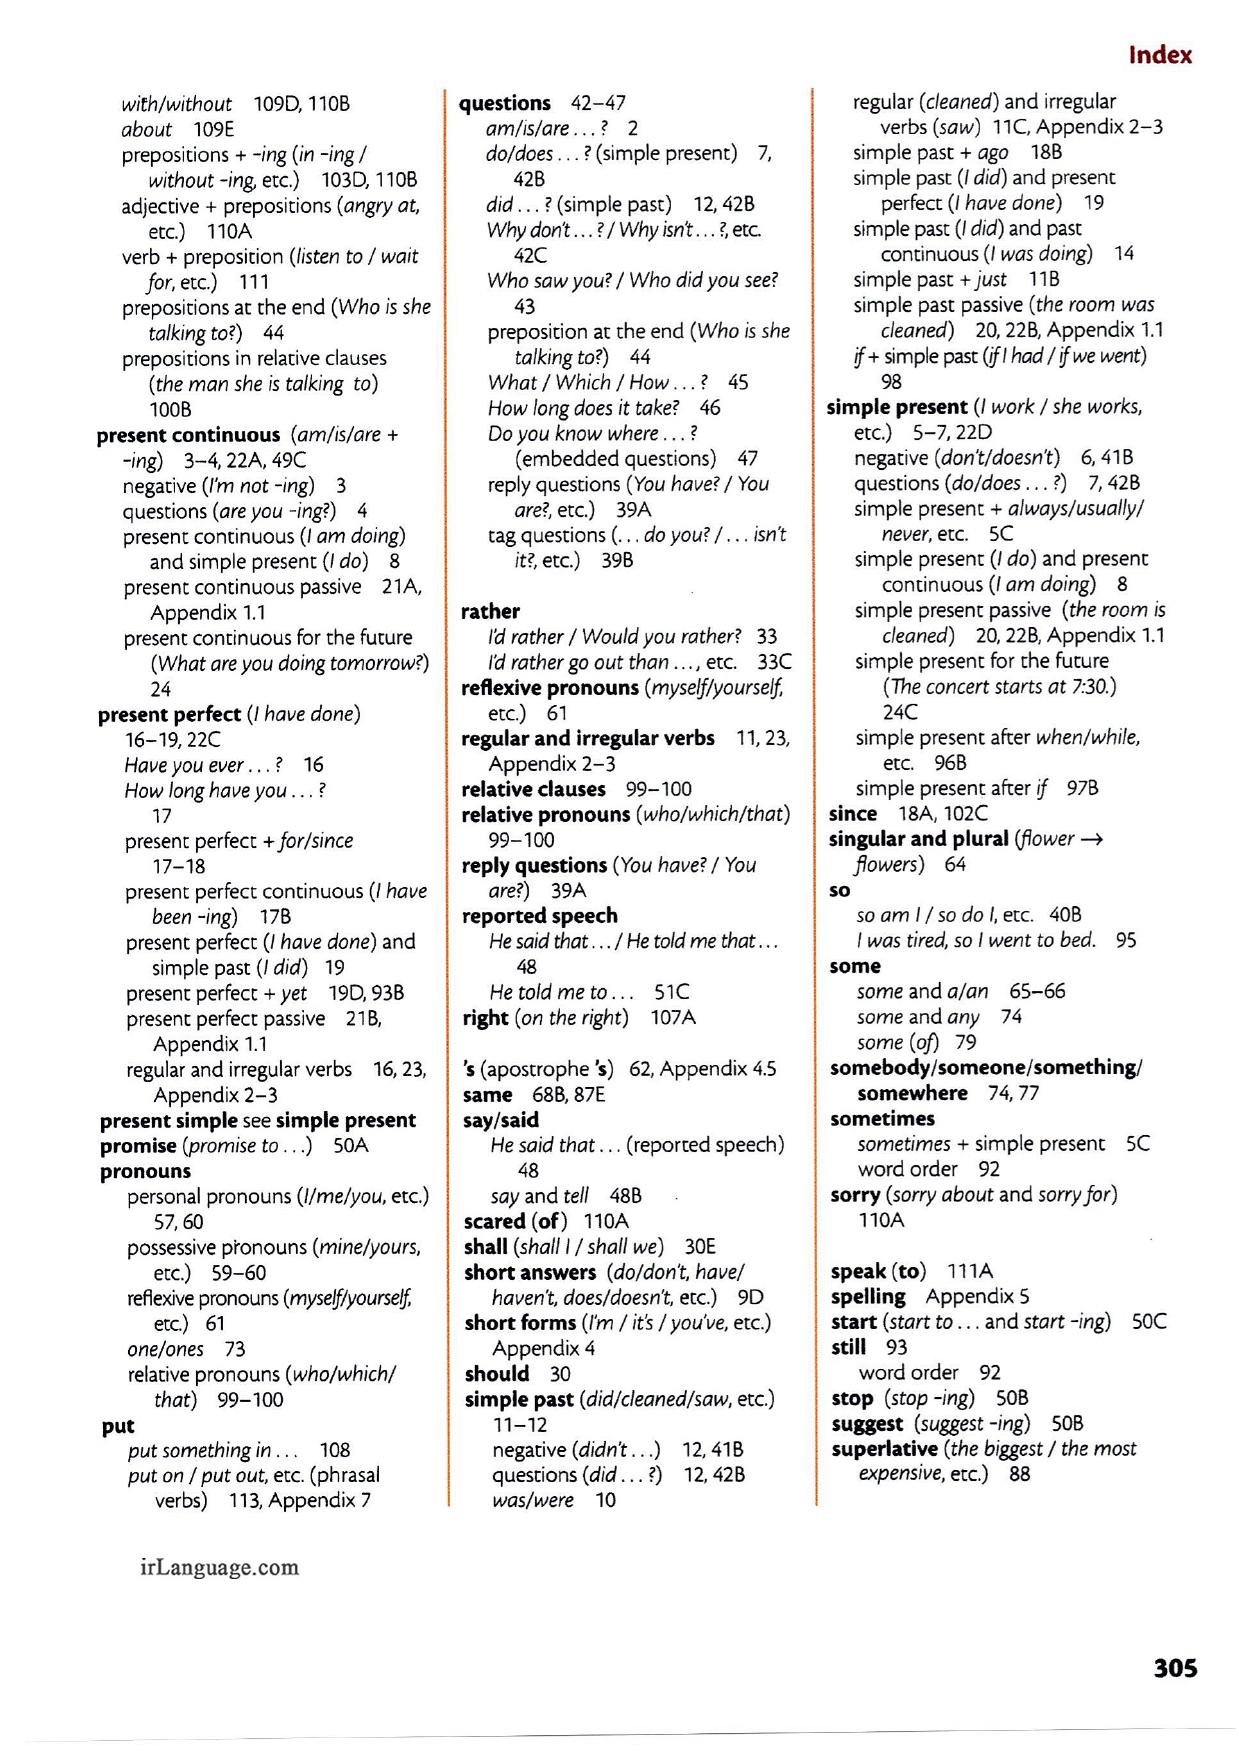 Index
with/without 109D, 110B
about 109E
prepositions + -ing (in -ing /
without -ing, etc.) 103D, 110B
adjective + prepositions (angry at,
etc.) 110A
verb + preposition (listen to / wait
for, etc.) 111
prepositions at the end (Who is she
talking to?) 44
prepositions in relative clauses
(the man she is talking to)
100B
present continuous (am/is/are +
-ing) 3–4, 22A, 49C
negative (I'm not -ing) 3
questions (are you -ing?) 4
present continuous (I am doing)
and simple present (I do) 8
present continuous passive 21A,
Appendix 1.1
present continuous for the future
(What are you doing tomorrow?)
24
present perfect (I have done)
16–19, 22C
Have you ever . . . ? 16
How long have you . . . ?
17
present perfect + for/since
17–18
present perfect continuous (I have
been -ing) 17B
present perfect (I have done) and
simple past (I did) 19
present perfect + yet 19D, 93B
present perfect passive 21B,
Appendix 1.1
regular and irregular verbs 16, 23,
Appendix 2–3
present simple see simple present
promise (promise to . . .) 50A
pronouns
personal pronouns (I/me/you, etc.)
57, 60
possessive pronouns (mine/yours,
etc.) 59–60
reflexive pronouns (myself/yourself,
etc.) 61
one/ones 73
relative pronouns (who/which/
that) 99–100
put
put something in . . . 108
put on / put out, etc. (phrasal
verbs) 113, Appendix 7
questions 42–47
am/is/are . . . ? 2
do/does . . . ? (simple present) 7,
42B
did . . . ? (simple past) 12, 42B
Why don't . . . ? / Why isn't . . . ?, etc.
42C
Who saw you? / Who did you see?
43
preposition at the end (Who is she
talking to?) 44
What / Which / How . . . ? 45
How long does it take? 46
Do you know where . . . ?
(embedded questions) 47
reply questions (You have? / You
are?, etc.) 39A
tag questions (. . . do you? / . . . isn't
it?, etc.) 39B
rather
I'd rather / Would you rather? 33
I'd rather go out than . . . , etc. 33C
reflexive pronouns (myself/yourself,
etc.) 61
regular and irregular verbs 11, 23,
Appendix 2–3
relative clauses 99–100
relative pronouns (who/which/that)
99–100
reply questions (You have? / You
are?) 39A
reported speech
He said that . . . / He told me that . . .
48
He told me to . . . 51C
right (on the right) 107A
's (apostrophe 's) 62, Appendix 4.5
same 68B, 87E
say/said
He said that . . . (reported speech)
48
say and tell 48B
scared (of) 110A
shall (shall I / shall we) 30E
short answers (do/don't, have/
haven't, does/doesn't, etc.) 9D
short forms (I'm / it's / you've, etc.)
Appendix 4
should 30
simple past (did/cleaned/saw, etc.)
11–12
negative (didn't . . .) 12, 41B
questions (did . . . ?) 12, 42B
was/were 10
regular (cleaned) and irregular
verbs (saw) 11C, Appendix 2–3
simple past + ago 18B
simple past (I did) and present
perfect (I have done) 19
simple past (I did) and past
continuous (I was doing) 14
simple past + just 11B
simple past passive (the room was
cleaned) 20, 22B, Appendix 1.1
if + simple past (if I had / if we went)
98
simple present (I work / she works,
etc.) 5–7, 22D
negative (don't/doesn't) 6, 41B
questions (do/does . . . ?) 7, 42B
simple present + always/usually/
never, etc. 5C
simple present (I do) and present
continuous (I am doing) 8
simple present passive (the room is
cleaned) 20, 22B, Appendix 1.1
simple present for the future
(The concert starts at 7:30.)
24C
simple present after when/while,
etc. 96B
simple present after if 97B
since 18A, 102C
singular and plural (flower →
flowers) 64
so
so am I / so do I, etc. 40B
I was tired, so I went to bed. 95
some
some and a/an 65–66
some and any 74
some (of) 79
somebody/someone/something/
somewhere 74, 77
sometimes
sometimes + simple present 5C
word order 92
sorry (sorry about and sorry for)
110A
speak (to) 111A
spelling Appendix 5
start (start to . . . and start -ing) 50C
still 93
word order 92
stop (stop -ing) 50B
suggest (suggest -ing) 50B
superlative (the biggest / the most
expensive, etc.) 88
irLanguage.com
305